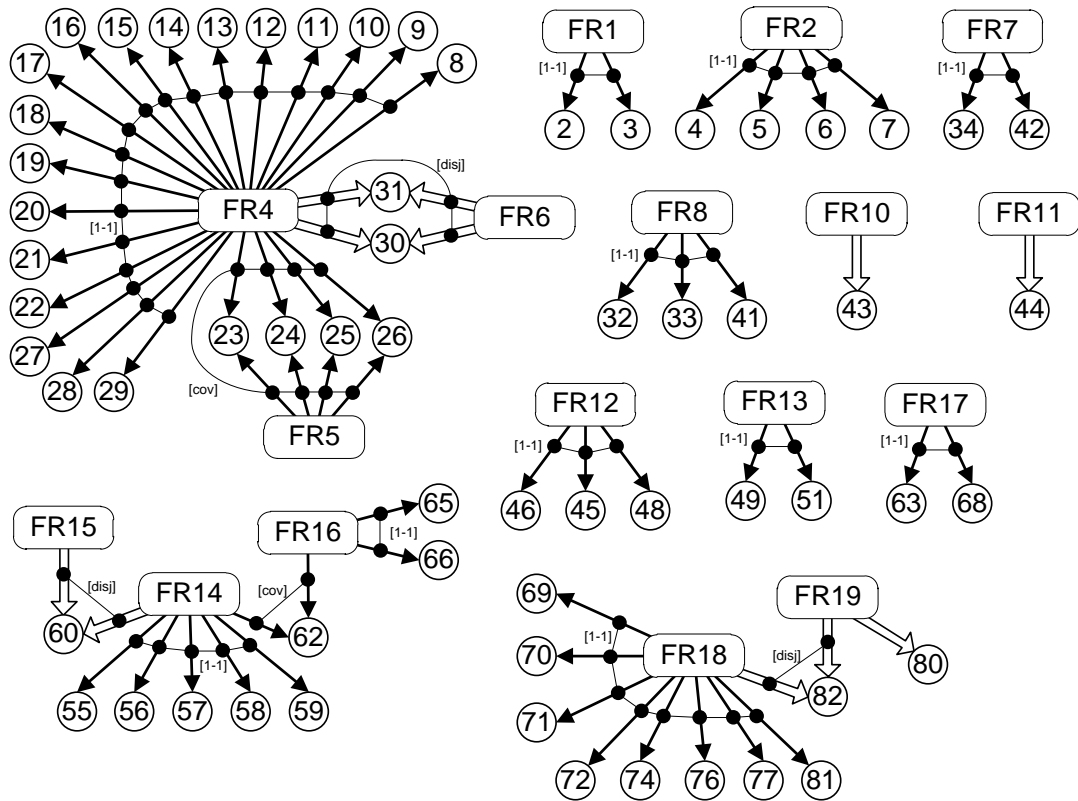 16 15 14 13 12 11 10 9 8
17
18
19
20
21
22
27
28 29
[1-1]
FR4
31
30
[disj]
FR6
23 24 25 26
[cov]
FR5
FR1
[1-1]
2 3
FR2
[1-1]
4 5 6 7
FR7
[1-1]
34 42
FR8
[1-1]
32 33 41
FR10
43
FR11
44
FR12
[1-1]
46 45 48
FR13
[1-1]
49 51
FR17
[1-1]
63 68
FR15
[disj]
60
FR14
[1-1]
55 56 57 58 59
FR16
[cov]
62
65
[1-1]
66
FR18
[1-1]
69
70
71
72 74 76 77 81
FR19
[disj]
82
80